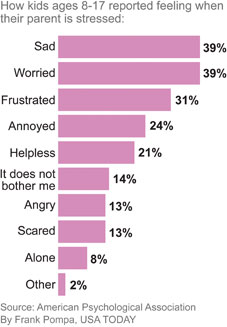 How kids ages 8-17 reported feeling when
their parent is stressed:
Sad 39%
Worried 39%
Frustrated 31%
Annoyed 24%
Helpless 21%
It does not
bother me 14%
Angry 13%
Scared 13%
Alone 8%
Other 2%
Source: American Psychological Association
By Frank Pompa, USA TODAY